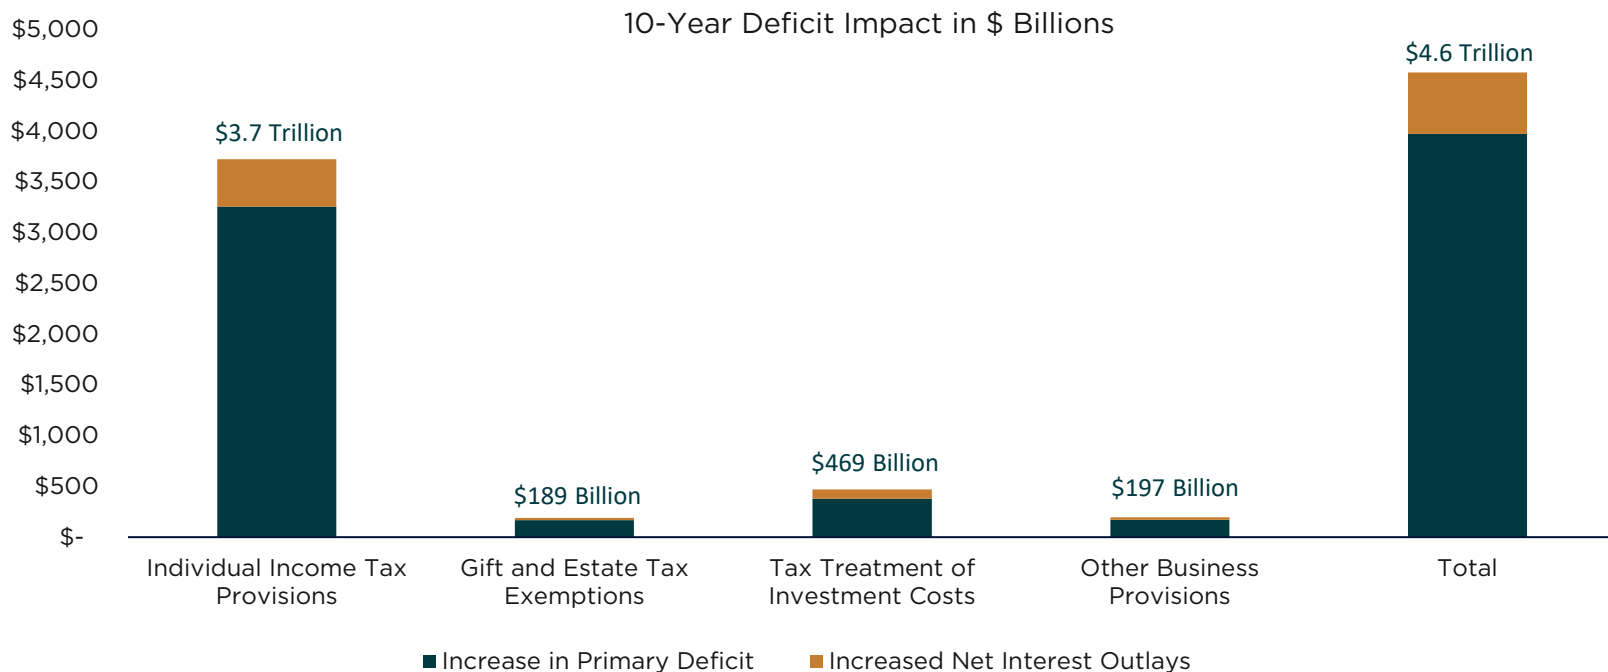 10-Year Deficit Impact in $ Billions
$5,000
$4,500
$4,000
$3,500
$3,000
$2,500
$2,000
$1,500
$1,000
$500
$-
$3.7 Trillion
$189 Billion
$469 Billion
$197 Billion
$4.6 Trillion
Individual Income Tax
Provisions
Gift and Estate Tax
Exemptions
Tax Treatment of
Investment Costs
Other Business
Provisions
Total
Increase in Primary Deficit
Increased Net Interest Outlays